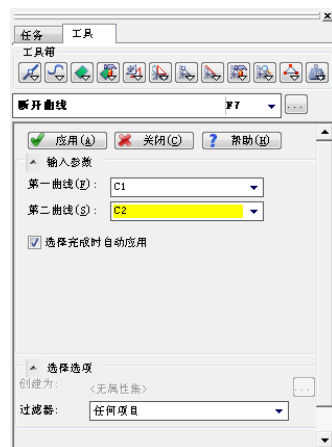 任务 工具
工具箱
断开曲线 F7 ...
应用(A) 关闭(C) ? 帮助(H)
输入参数
第一曲线(F): C1
第二曲线(S): C2
选择完成时自动应用
选择选项
创建为: <无属性集> ...
过滤器: 任何项目